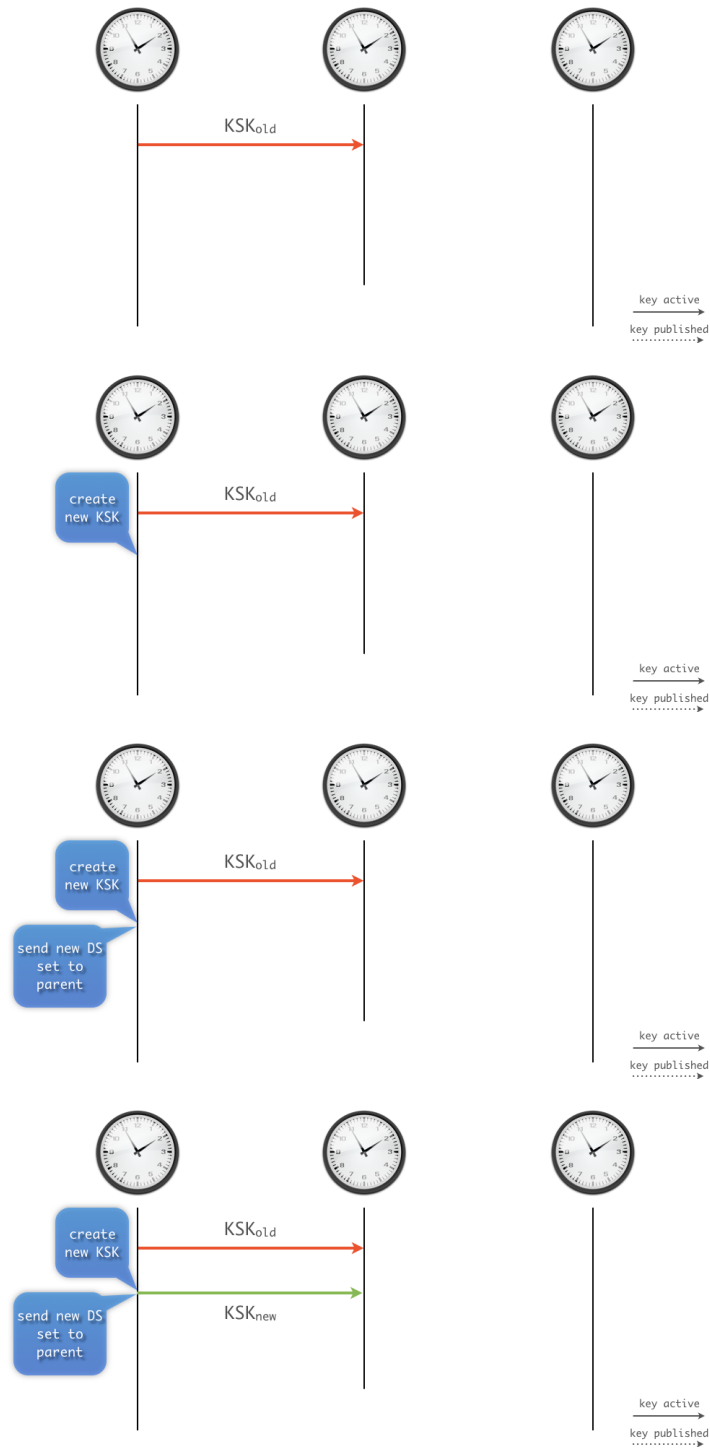 KSKold
key active
key published
create
new KSK
KSKold
key active
key published
create
new KSK
KSKold
send new DS
set to
parent
key active
key published
create
new KSK
KSKold
send new DS
set to
parent
KSKnew
key active
key published